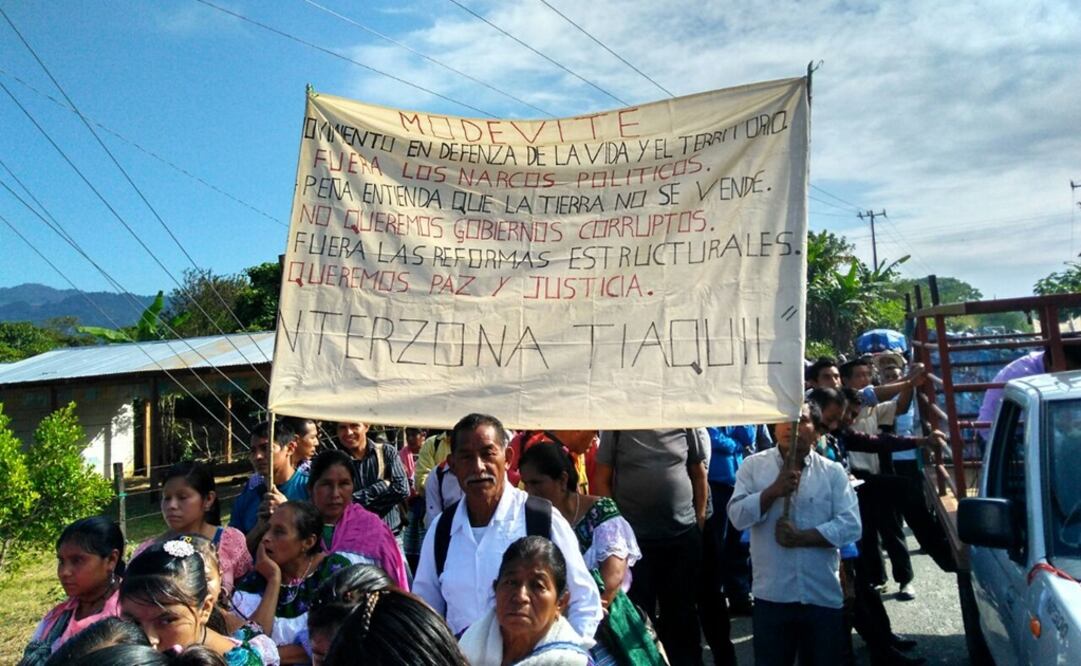 MODEVITE
OVIMIENTO EN DEFENZA DE LA VIDA Y EL TERRITORIO.
FUERA LOS NARCOS POLITICOS.
PEÑA ENTIENDA QUE LA TIERRA NO SE VENDE.
NO QUEREMOS GOBIERNOS CORRUPTOS.
FUERA LAS REFORMAS ESTRUCTURALES.
QUEREMOS PAZ Y JUSTICIA.
NTERZONA TIAQUIL"